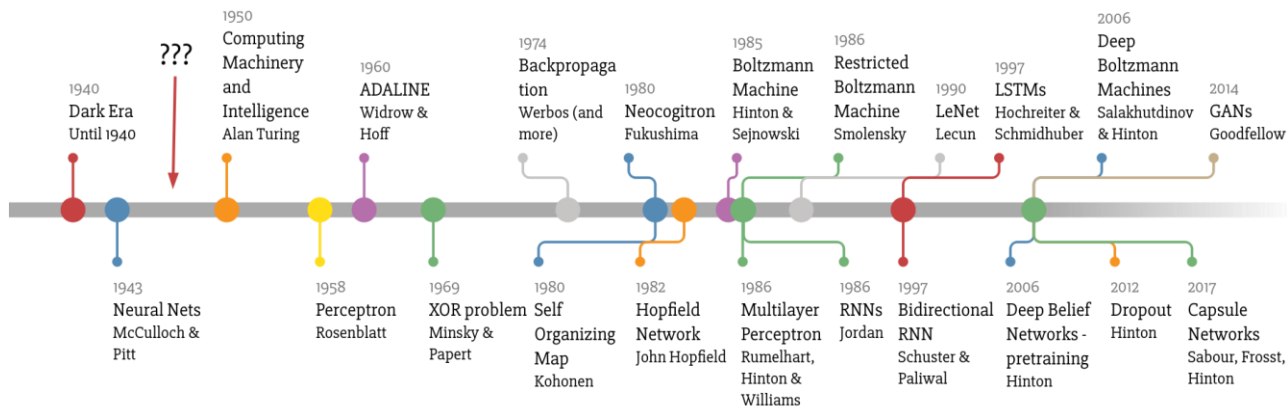 ???
1940
Dark Era
Until 1940
1950
Computing
Machinery
and
Intelligence
Alan Turing
1960
ADALINE
Widrow &
Hoff
1974
Backpropaga
tion
Werbos (and
more)
1980
Neocogitron
Fukushima
1985
Boltzmann
Machine
Hinton &
Sejnowski
1986
Restricted
Boltzmann
Machine
Smolensky
1990
LeNet
Lecun
1997
LSTMs
Hochreiter &
Schmidhuber
2006
Deep
Boltzmann
Machines
Salakhutdinov
& Hinton
2014
GANs
Goodfellow
1943
Neural Nets
McCulloch &
Pitt
1958
Perceptron
Rosenblatt
1969
XOR problem
Minsky &
Papert
1980
Self
Organizing
Map
Kohonen
1982
Hopfield
Network
John Hopfield
1986
Multilayer
Perceptron
Rumelhart,
Hinton &
Williams
1986
RNNs
Jordan
1997
Bidirectional
RNN
Schuster &
Paliwal
2006
Deep Belief
Networks -
pretraining
Hinton
2012
Dropout
Hinton
2017
Capsule
Networks
Sabour, Frosst,
Hinton